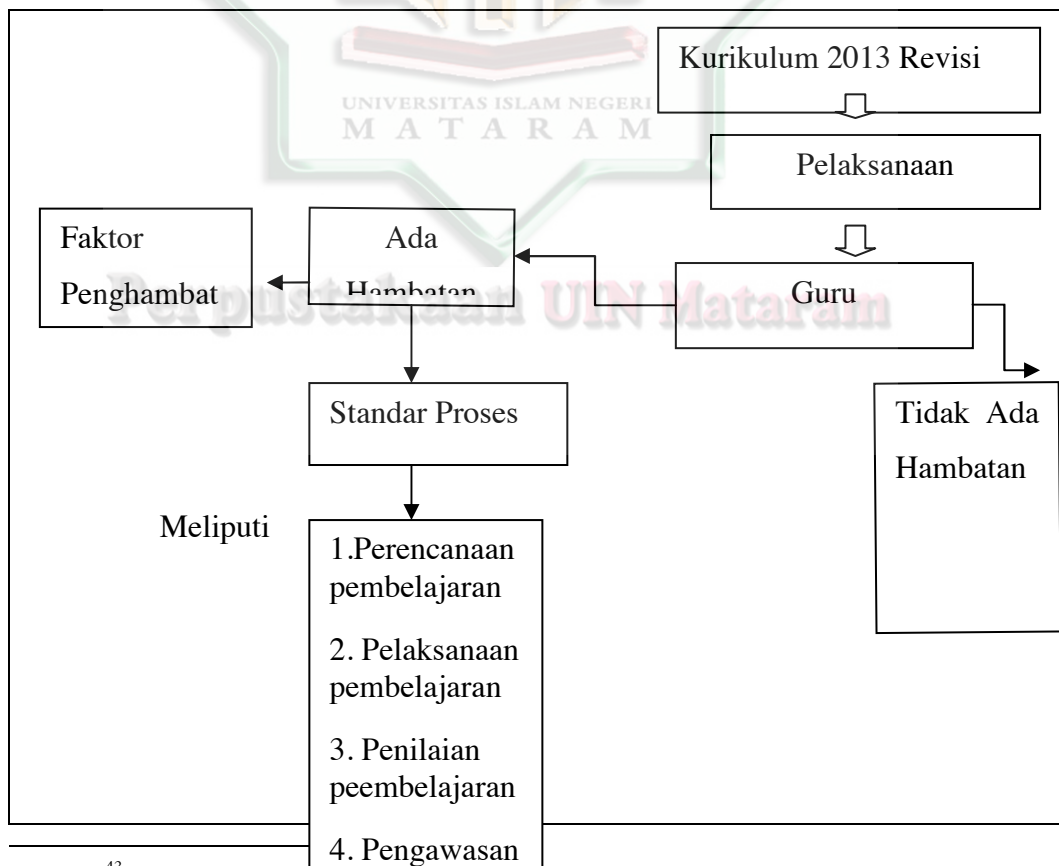 UNIVERSITAS ISLAM NEGERI
MATARAM
Kurikulum 2013 Revisi
Pelaksanaan
Guru
Ada
Hambatan
Faktor
Penghambat
Perpustakaan UIN Mataram
Tidak Ada
Hambatan
Standar Proses
Meliputi
1.Perencanaan
pembelajaran
2. Pelaksanaan
pembelajaran
3. Penilaian
peembelajaran
4. Pengawasan
43